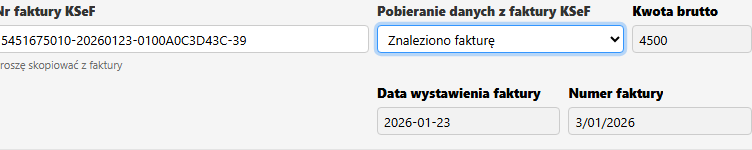 Nr faktury KSeF
Pobieranie danych z faktury KSeF
Kwota brutto
5451675010-20260123-0100A0C3D43C-39
Znaleziono fakturę
4500
roszę skopiować z faktury
Data wystawienia faktury
Numer faktury
2026-01-23
3/01/2026